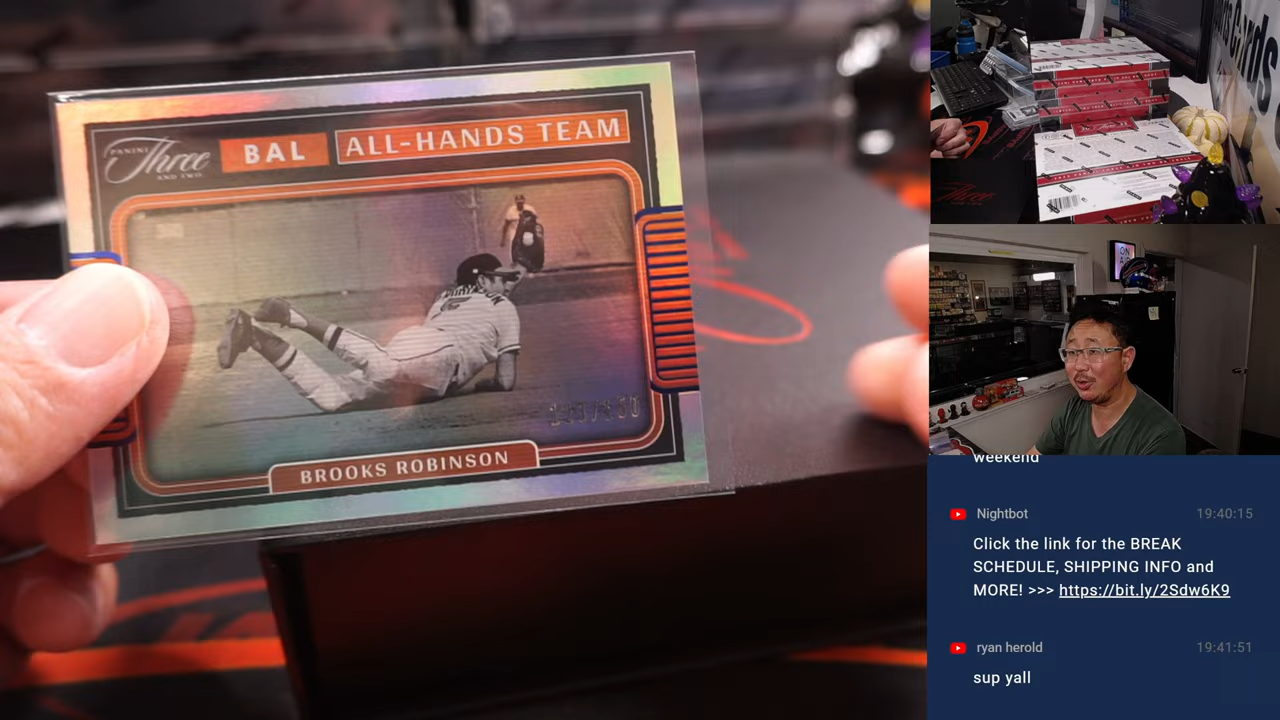 PANINI
Three
AND TWO
BAL
ALL-HANDS TEAM
BROOKS ROBINSON
Three
weekend
Nightbot
19:40:15
Click the link for the BREAK
SCHEDULE, SHIPPING INFO and
MORE! >>> https://bit.ly/2Sdw6K9
ryan herold
19:41:51
sup yall